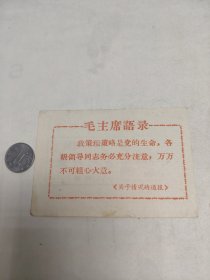 毛主席語录
政策和策略是党的生命，各
级领导同志务必充分注意，万万
不可粗心大意。
《关于情况的通报》